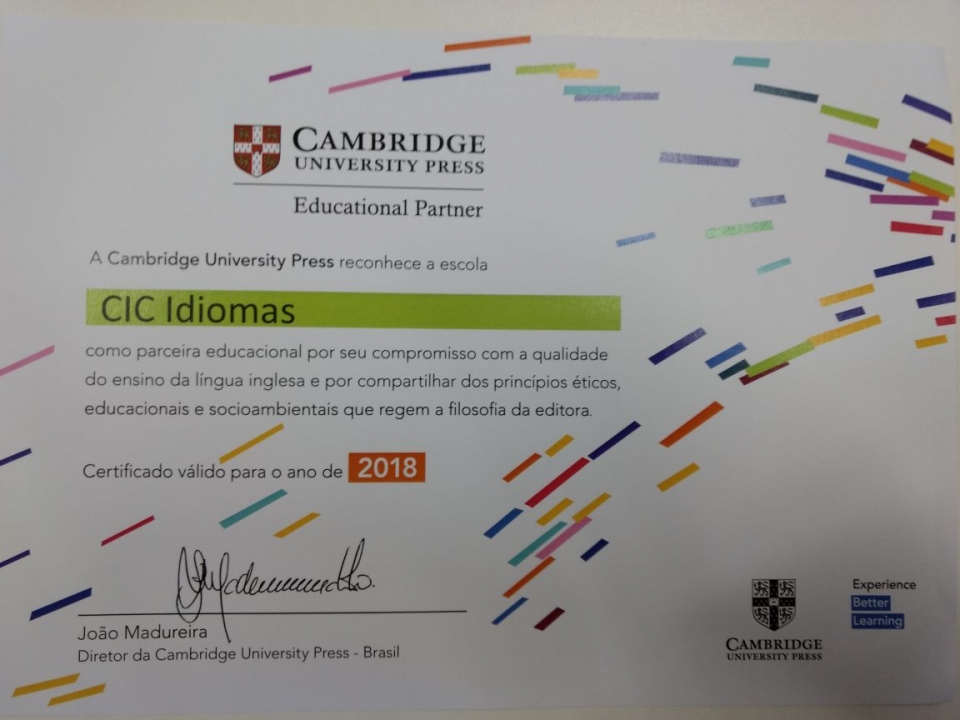 CAMBRIDGE
UNIVERSITY PRESS
Educational Partner
A Cambridge University Press reconhece a escola
CIC Idiomas
como parceira educacional por seu compromisso com a qualidade
do ensino da língua inglesa e por compartilhar dos princípios éticos,
educacionais e socioambientais que regem a filosofia da editora.
Certificado válido para o ano de 2018
João Madureira
Diretor da Cambridge University Press - Brasil
CAMBRIDGE
UNIVERSITY PRESS
Experience
Better
Learning